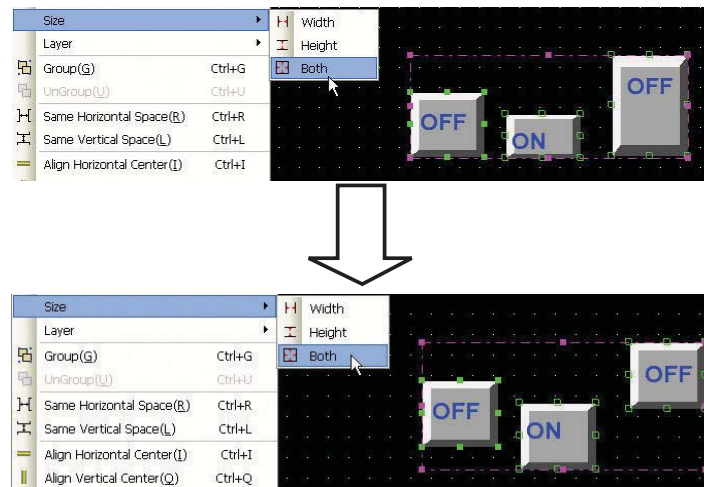 Size
Width
Layer
Height
Group(G) Ctrl+G
Both
UnGroup(U) Ctrl+U
Same Horizontal Space(R) Ctrl+R
Same Vertical Space(L) Ctrl+L
Align Horizontal Center(I) Ctrl+I
OFF
ON
OFF
Size
Width
Layer
Height
Group(G) Ctrl+G
Both
UnGroup(U) Ctrl+U
Same Horizontal Space(R) Ctrl+R
Same Vertical Space(L) Ctrl+L
Align Horizontal Center(I) Ctrl+I
Align Vertical Center(Q) Ctrl+Q
OFF
ON
OFF